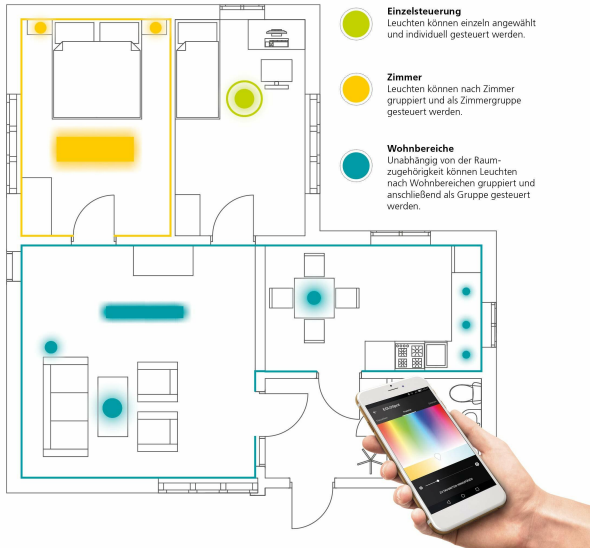 Einzelsteuerung
Leuchten können einzeln angewählt
und individuell gesteuert werden.
Zimmer
Leuchten können nach Zimmer
gruppiert und als Zimmergruppe
gesteuert werden.
Wohnbereiche
Unabhängig von der Raum-
zugehörigkeit können Leuchten
nach Wohnbereichen gruppiert und
anschließend als Gruppe gesteuert
werden.